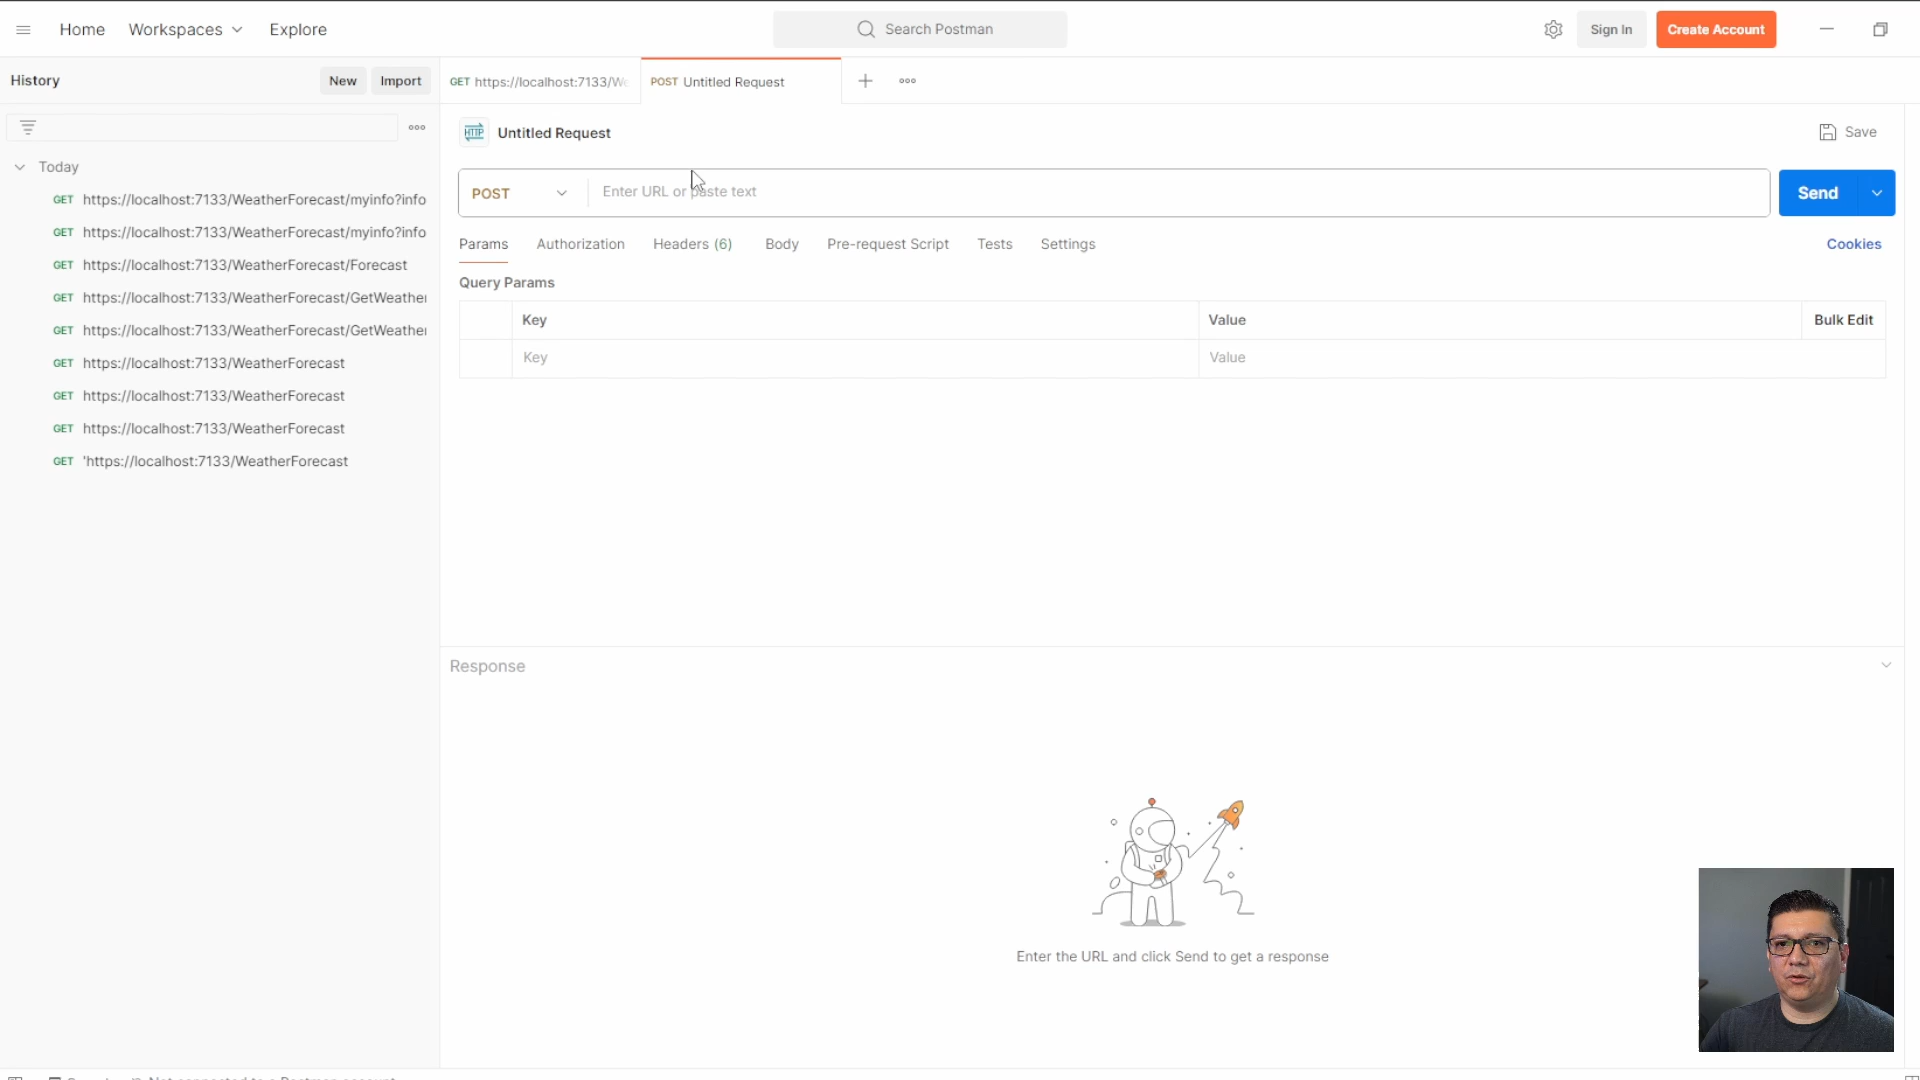 Home Workspaces Explore
Search Postman
Sign In Create Account
History New Import
GET https://localhost:7133/We
POST Untitled Request
HTTP Untitled Request
Save
Today
POST Enter URL or paste text Send
GET https://localhost:7133/WeatherForecast/myinfo?info
GET https://localhost:7133/WeatherForecast/myinfo?info
GET https://localhost:7133/WeatherForecast/Forecast
GET https://localhost:7133/WeatherForecast/GetWeather
GET https://localhost:7133/WeatherForecast/GetWeather
GET https://localhost:7133/WeatherForecast
GET https://localhost:7133/WeatherForecast
GET https://localhost:7133/WeatherForecast
GET 'https://localhost:7133/WeatherForecast
Params Authorization Headers (6) Body Pre-request Script Tests Settings Cookies
Query Params
Key Value Bulk Edit
Key Value
Response
Enter the URL and click Send to get a response